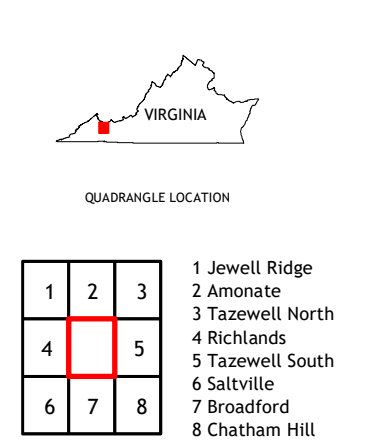 VIRGINIA
QUADRANGLE LOCATION
1 2 3
4 5
6 7 8
1 Jewell Ridge
2 Amonate
3 Tazewell North
4 Richlands
5 Tazewell South
6 Saltville
7 Broadford
8 Chatham Hill